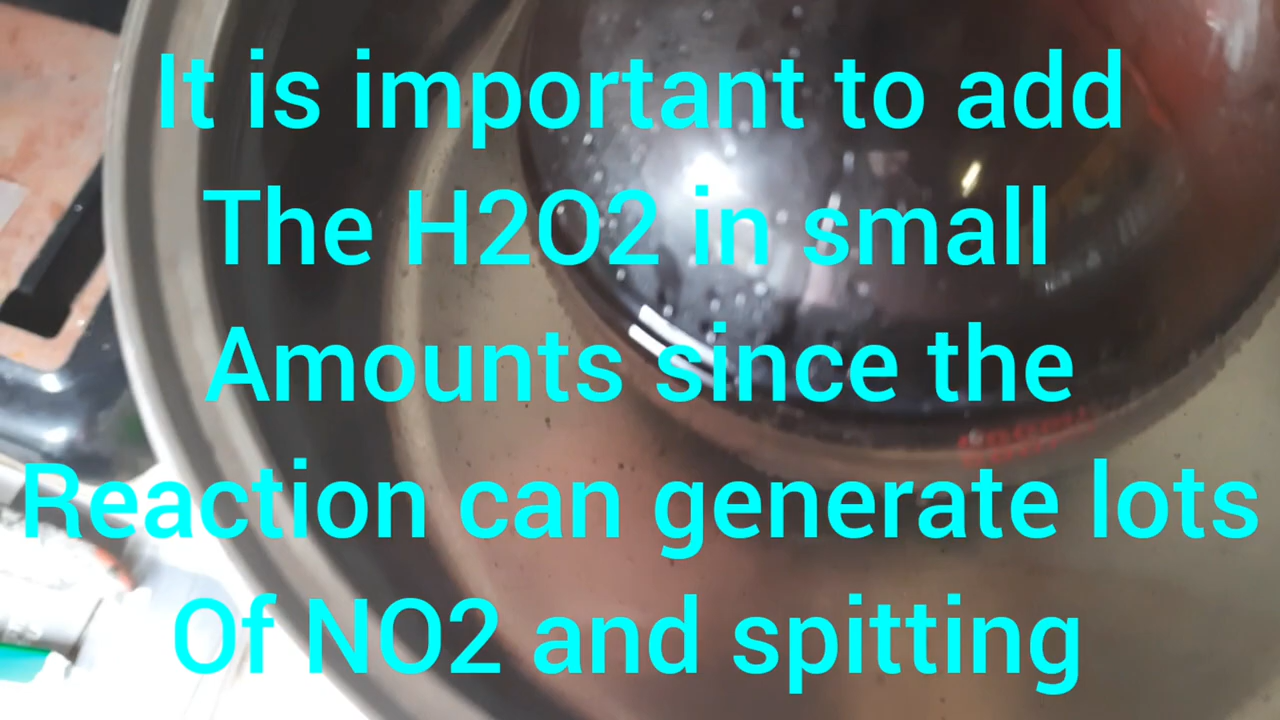 It is important to add
The H2O2 in small
Amounts since the
Reaction can generate lots
Of NO2 and spitting